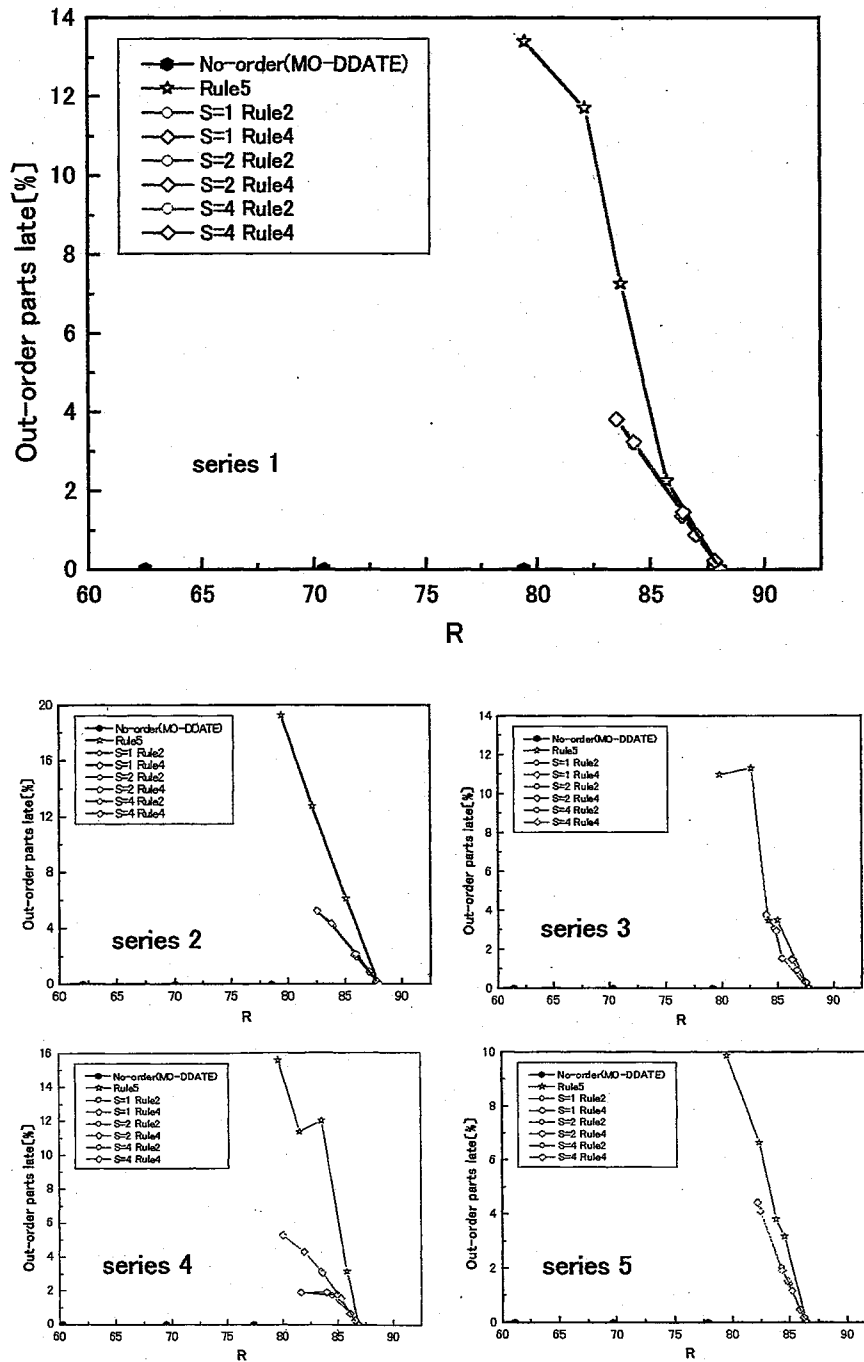 14
12
10
8
6
4
2
0
Out-order parts late[%]
No-order(MO-DDATE)
Rule5
S=1 Rule2
S=1 Rule4
S=2 Rule2
S=2 Rule4
S=4 Rule2
S=4 Rule4
series 1
60 65 70 75 80 85 90
R
20
16
12
8
4
0
Out-order parts late[%]
No-order(MO-DDATE)
Rule5
S=1 Rule2
S=1 Rule4
S=2 Rule2
S=2 Rule4
S=4 Rule2
S=4 Rule4
series 2
60 65 70 75 80 85 90
R
14
12
10
8
6
4
2
0
Out-order parts late[%]
No-order(MO-DDATE)
Rule5
S=1 Rule2
S=1 Rule4
S=2 Rule2
S=2 Rule4
S=4 Rule2
S=4 Rule4
series 3
60 65 70 75 80 85 90
R
16
14
12
10
8
6
4
2
0
Out-order parts late[%]
No-order(MO-DDATE)
Rule5
S=1 Rule2
S=1 Rule4
S=2 Rule2
S=2 Rule4
S=4 Rule2
S=4 Rule4
series 4
60 65 70 75 80 85 90
R
10
8
6
4
2
0
Out-order parts late[%]
No-order(MO-DDATE)
Rule5
S=1 Rule2
S=1 Rule4
S=2 Rule2
S=2 Rule4
S=4 Rule2
S=4 Rule4
series 5
60 65 70 75 80 85 90
R